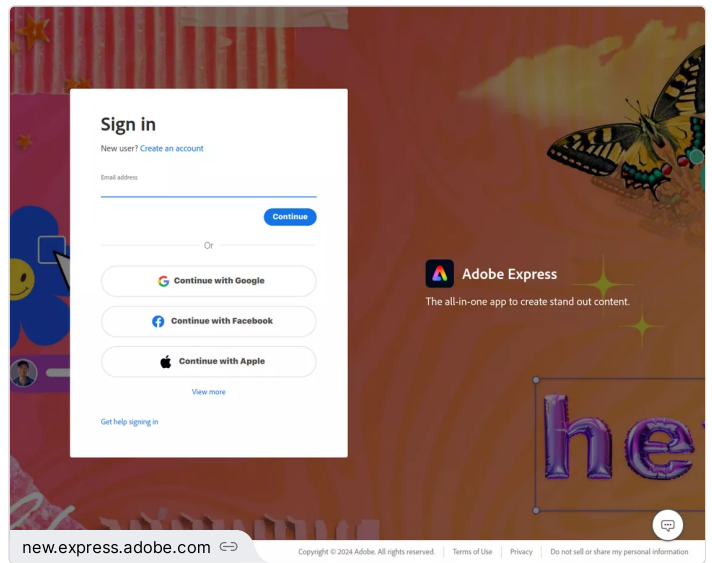 Sign in
New user? Create an account
Email address
Continue
Or
Continue with Google
Continue with Facebook
Continue with Apple
View more
Get help signing in
Adobe Express
The all-in-one app to create stand out content.
he
new.express.adobe.com
Copyright © 2024 Adobe. All rights reserved. Terms of Use Privacy Do not sell or share my personal information